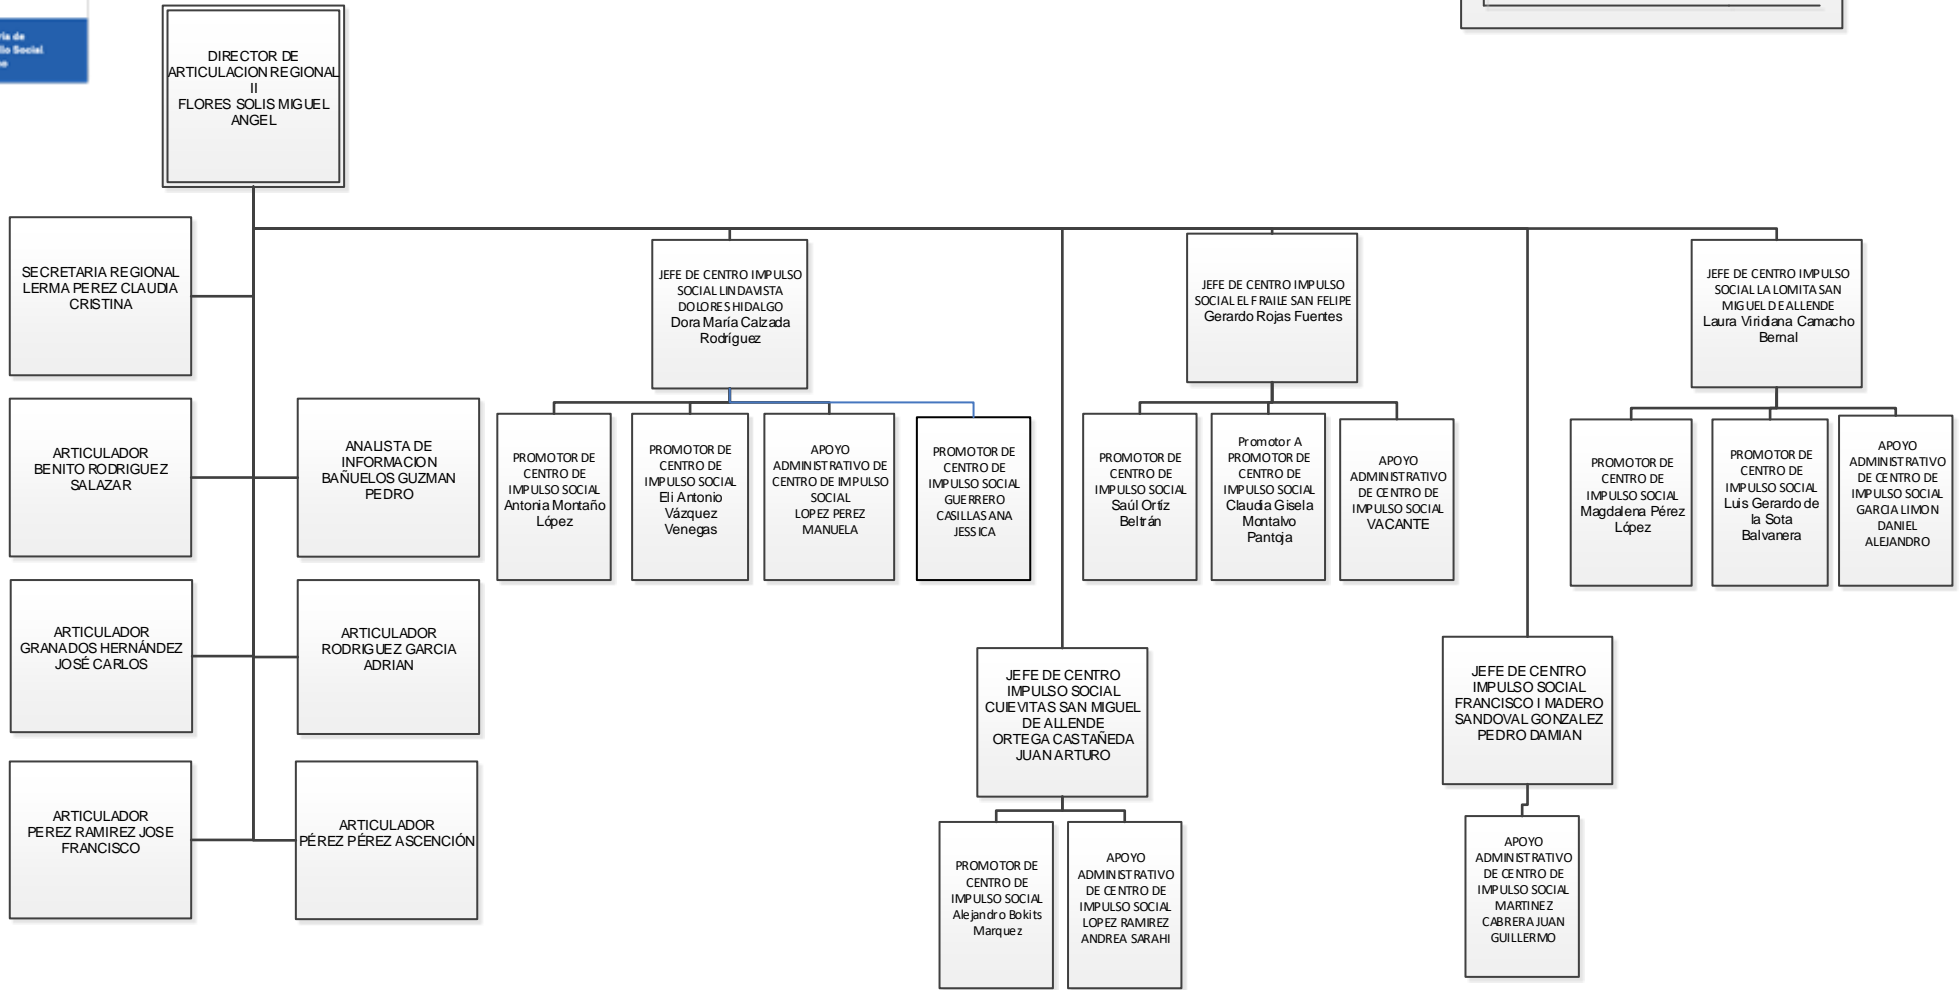 ría de
llo Social
no
DIRECTOR DE
ARTICULACION REGIONAL
II
FLORES SOLIS MIGUEL
ANGEL
SECRETARIA REGIONAL
LERMA PEREZ CLAUDIA
CRISTINA
ARTICULADOR
BENITO RODRIGUEZ
SALAZAR
ANALISTA DE
INFORMACION
BAÑUELOS GUZMAN
PEDRO
ARTICULADOR
GRANADOS HERNÁNDEZ
JOSÉ CARLOS
ARTICULADOR
RODRIGUEZ GARCIA
ADRIAN
ARTICULADOR
PEREZ RAMIREZ JOSE
FRANCISCO
ARTICULADOR
PÉREZ PÉREZ ASCENCIÓN
JEFE DE CENTRO IMPULSO
SOCIAL LINDAVISTA
DOLORES HIDALGO
Dora María Calzada
Rodríguez
PROMOTOR DE
CENTRO DE
IMPULSO SOCIAL
Antonia Montaño
López
PROMOTOR DE
CENTRO DE
IMPULSO SOCIAL
Eli Antonio
Vázquez
Venegas
APOYO
ADMINISTRATIVO DE
CENTRO DE IMPULSO
SOCIAL
LOPEZ PEREZ
MANUELA
PROMOTOR DE
CENTRO DE
IMPULSO SOCIAL
GUERRERO
CASILLAS ANA
JESSICA
JEFE DE CENTRO IMPULSO
SOCIAL EL FRAILE SAN FELIPE
Gerardo Rojas Fuentes
PROMOTOR DE
CENTRO DE
IMPULSO SOCIAL
Saúl Ortíz
Beltrán
Promotor A
PROMOTOR DE
CENTRO DE
IMPULSO SOCIAL
Claudia Gisela
Montalvo
Pantoja
APOYO
ADMINISTRATIVO
DE CENTRO DE
IMPULSO SOCIAL
VACANTE
JEFE DE CENTRO IMPULSO
SOCIAL LA LOMITA SAN
MIGUEL DE ALLENDE
Laura Viridiana Camacho
Bernal
PROMOTOR DE
CENTRO DE
IMPULSO SOCIAL
Magdalena Pérez
López
PROMOTOR DE
CENTRO DE
IMPULSO SOCIAL
Luis Gerardo de
la Sota
Balvanera
APOYO
ADMINISTRATIVO
DE CENTRO DE
IMPULSO SOCIAL
GARCIA LIMON
DANIEL
ALEJANDRO
JEFE DE CENTRO
IMPULSO SOCIAL
CUIEVITAS SAN MIGUEL
DE ALLENDE
ORTEGA CASTAÑEDA
JUAN ARTURO
PROMOTOR DE
CENTRO DE
IMPULSO SOCIAL
Alejandro Bokits
Marquez
APOYO
ADMINISTRATIVO
DE CENTRO DE
IMPULSO SOCIAL
LOPEZ RAMIREZ
ANDREA SARAHI
JEFE DE CENTRO
IMPULSO SOCIAL
FRANCISCO I MADERO
SANDOVAL GONZALEZ
PEDRO DAMIAN
APOYO
ADMINISTRATIVO
DE CENTRO DE
IMPULSO SOCIAL
MARTINEZ
CABRERA JUAN
GUILLERMO